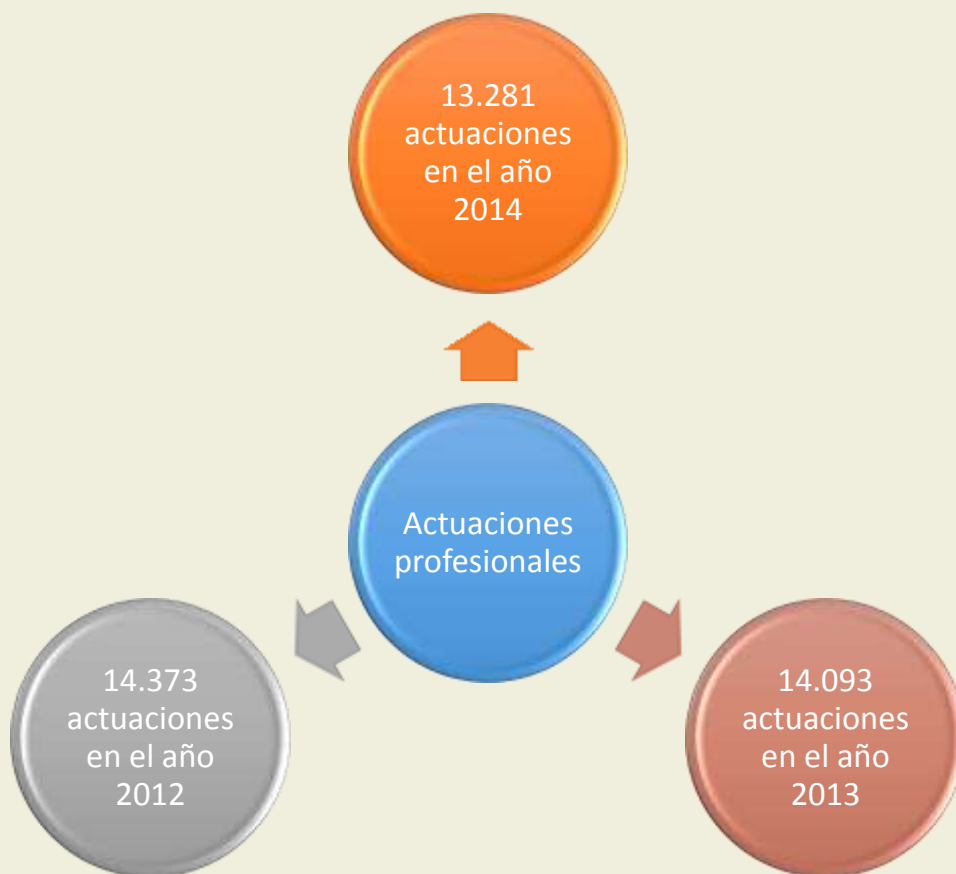 13.281
actuaciones
en el año
2014
Actuaciones
profesionales
14.373
actuaciones
en el año
2012
14.093
actuaciones
en el año
2013